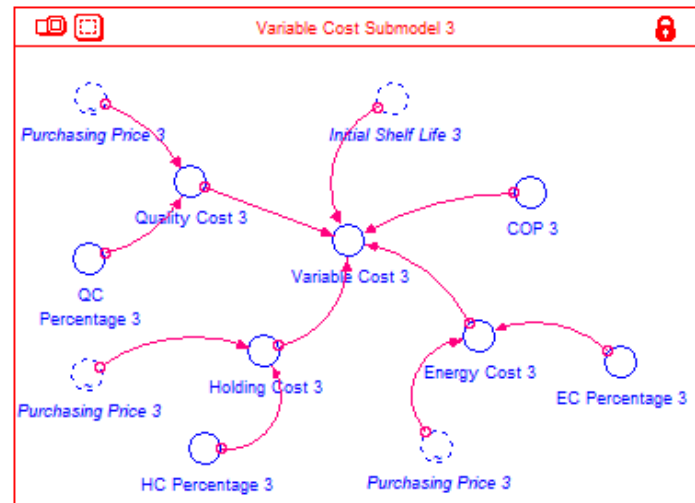 Variable Cost Submodel 3
Purchasing Price 3
Initial Shelf Life 3
Quality Cost 3
COP 3
Variable Cost 3
QC
Percentage 3
Holding Cost 3
Energy Cost 3
Purchasing Price 3
EC Percentage 3
HC Percentage 3
Purchasing Price 3